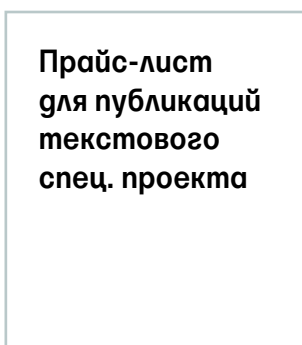 Прайс-лист
для публикаций
текстового
спец. проекта